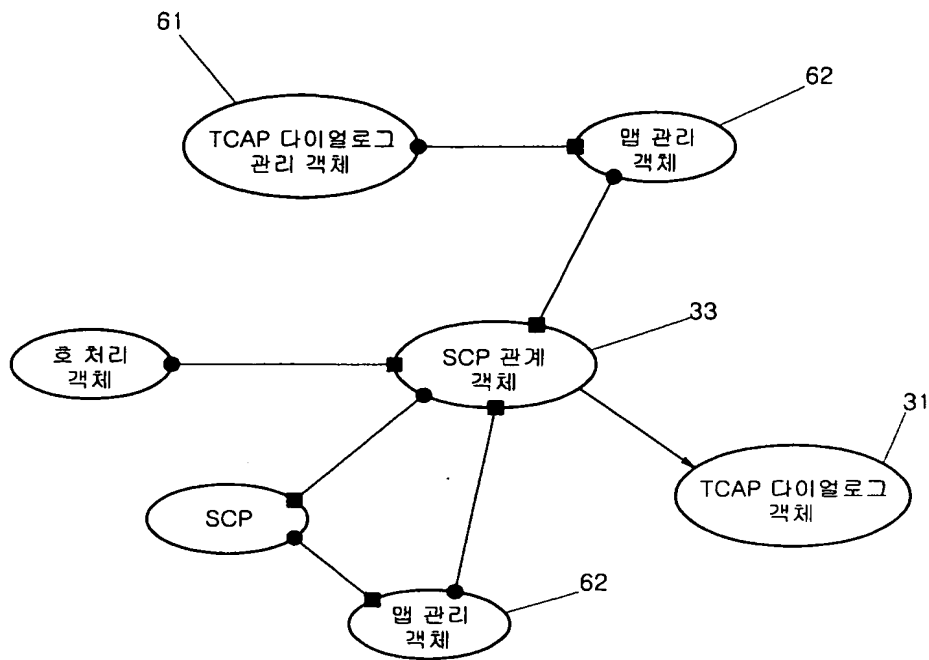 61
62
TCAP 다이얼로그
관리 객체
맵 관리
객체
33
호 처리
객체
SCP 관계
객체
31
TCAP 다이얼로그
객체
SCP
62
맵 관리
객체